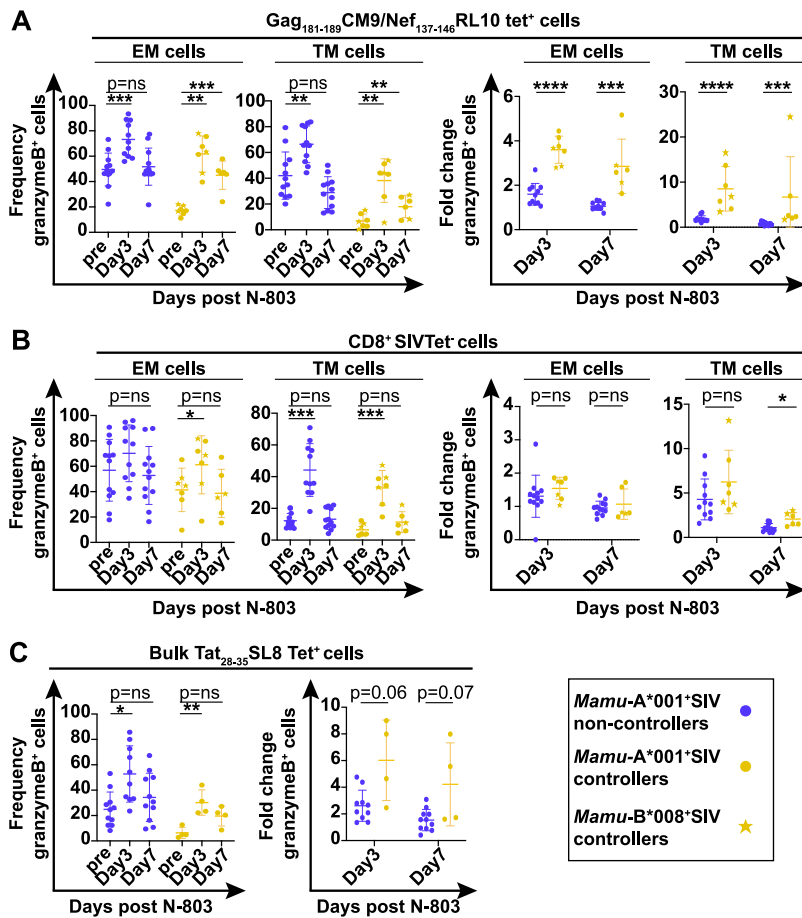 A
Gag181-189CM9/Nef137-146RL10 tet+ cells
EM cells
TM cells
EM cells
TM cells
p=ns
***
***
**
p=ns
**
**
**
****
***
****
***
Frequency
granzymeB+ cells
100
80
60
40
20
0
100
80
60
40
20
0
Fold change
granzymeB+ cells
6
4
2
0
30
20
10
0
pre
Day3
Day7
pre
Day3
Day7
pre
Day3
Day7
pre
Day3
Day7
Day3
Day7
Day3
Day7
Days post N-803
Days post N-803
B
CD8+ SIVTet- cells
EM cells
TM cells
EM cells
TM cells
p=ns
p=ns
*
p=ns
***
p=ns
***
p=ns
p=ns
p=ns
*
Frequency
granzymeB+ cells
100
80
60
40
20
0
80
60
40
20
0
Fold change
granzymeB+ cells
4
3
2
1
0
15
10
5
0
pre
Day3
Day7
pre
Day3
Day7
pre
Day3
Day7
pre
Day3
Day7
Day3
Day7
Day3
Day7
Days post N-803
Days post N-803
C
Bulk Tat28-35SL8 Tet+ cells
p=ns
*
p=ns
**
p=0.06
p=0.07
Frequency
granzymeB+ cells
100
80
60
40
20
0
Fold change
granzymeB+ cells
10
8
6
4
2
0
pre
Day3
Day7
pre
Day3
Day7
Day3
Day7
Days post N-803
Days post N-803
Mamu-A*001+SIV
non-controllers
Mamu-A*001+SIV
controllers
Mamu-B*008+SIV
controllers